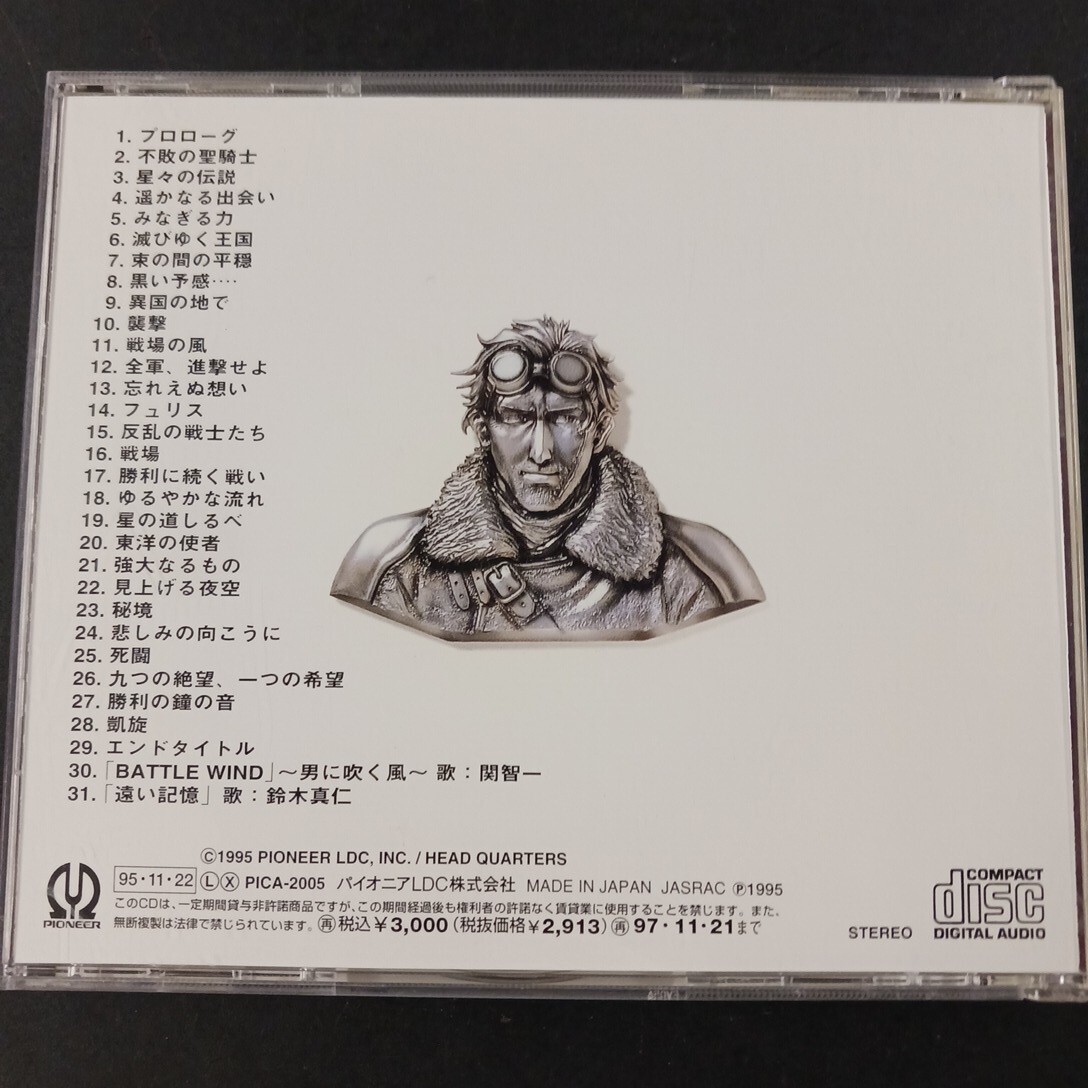 1. プロローグ
2. 不敗の聖騎士
3. 星々の伝説
4. 遥かなる出会い
5. みなぎる力
6. 滅びゆく王国
7. 束の間の平穏
8. 黒い予感‥‥
9. 異国の地で
10. 襲撃
11. 戦場の風
12. 全軍、進撃せよ
13. 忘れえぬ想い
14. フュリス
15. 反乱の戦士たち
16. 戦場
17. 勝利に続く戦い
18. ゆるやかな流れ
19. 星の道しるべ
20. 東洋の使者
21. 強大なるもの
22. 見上げる夜空
23. 秘境
24. 悲しみの向こうに
25. 死闘
26. 九つの絶望、一つの希望
27. 勝利の鐘の音
28. 凱旋
29. エンドタイトル
30.「BATTLE WIND」〜男に吹く風〜 歌：関智一
31.「遠い記憶」歌：鈴木真仁
Ⓒ1995 PIONEER LDC, INC. / HEAD QUARTERS
95・11・22 ⓁⓍ PICA-2005 パイオニアLDC株式会社 MADE IN JAPAN JASRAC Ⓟ1995
このCDは、一定期間貸与非許諾商品ですが、この期間経過後も権利者の許諾なく賃貸業に使用することを禁じます。また、
無断複製は法律で禁じられています。㊢税込¥3,000(税抜価格¥2,913)㊢97・11・21まで
PIONEER
STEREO
COMPACT
disc
DIGITAL AUDIO